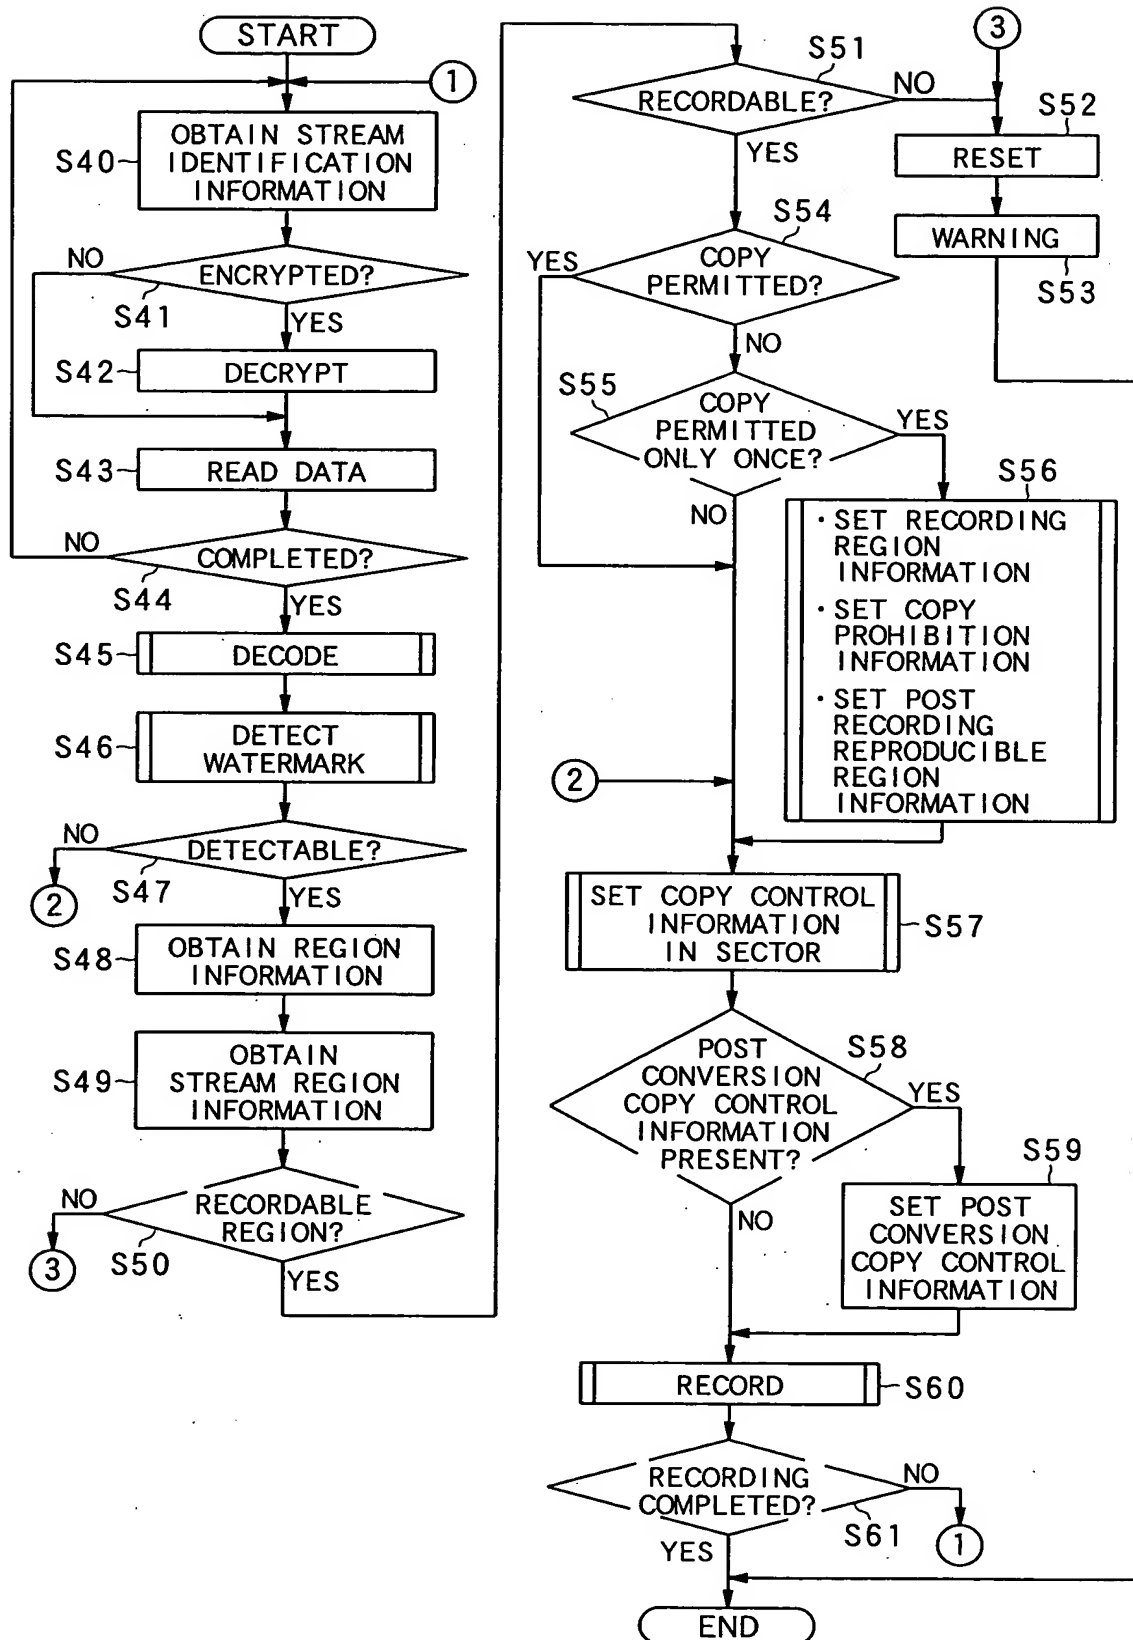 START
1
S40
OBTAIN STREAM
IDENTIFICATION
INFORMATION
NO
ENCRYPTED?
S41
YES
S42
DECRYPT
S43
READ DATA
NO
COMPLETED?
S44
YES
S45
DECODE
S46
DETECT
WATERMARK
NO
DETECTABLE?
S47
2
YES
S48
OBTAIN REGION
INFORMATION
S49
OBTAIN
STREAM REGION
INFORMATION
NO
RECORDABLE
REGION?
S50
3
YES
3
S51
RECORDABLE?
NO
YES
S52
RESET
WARNING
S53
S54
YES
COPY
PERMITTED?
NO
S55
COPY
PERMITTED
ONLY ONCE?
YES
NO
S56
・SET RECORDING
REGION
INFORMATION
・SET COPY
PROHIBITION
INFORMATION
・SET POST
RECORDING
REPRODUCIBLE
REGION
INFORMATION
2
SET COPY CONTROL
INFORMATION
IN SECTOR
S57
POST
CONVERSION
COPY CONTROL
INFORMATION
PRESENT?
S58
YES
NO
S59
SET POST
CONVERSION
COPY CONTROL
INFORMATION
RECORD
S60
RECORDING
COMPLETED?
NO
S61
1
YES
END